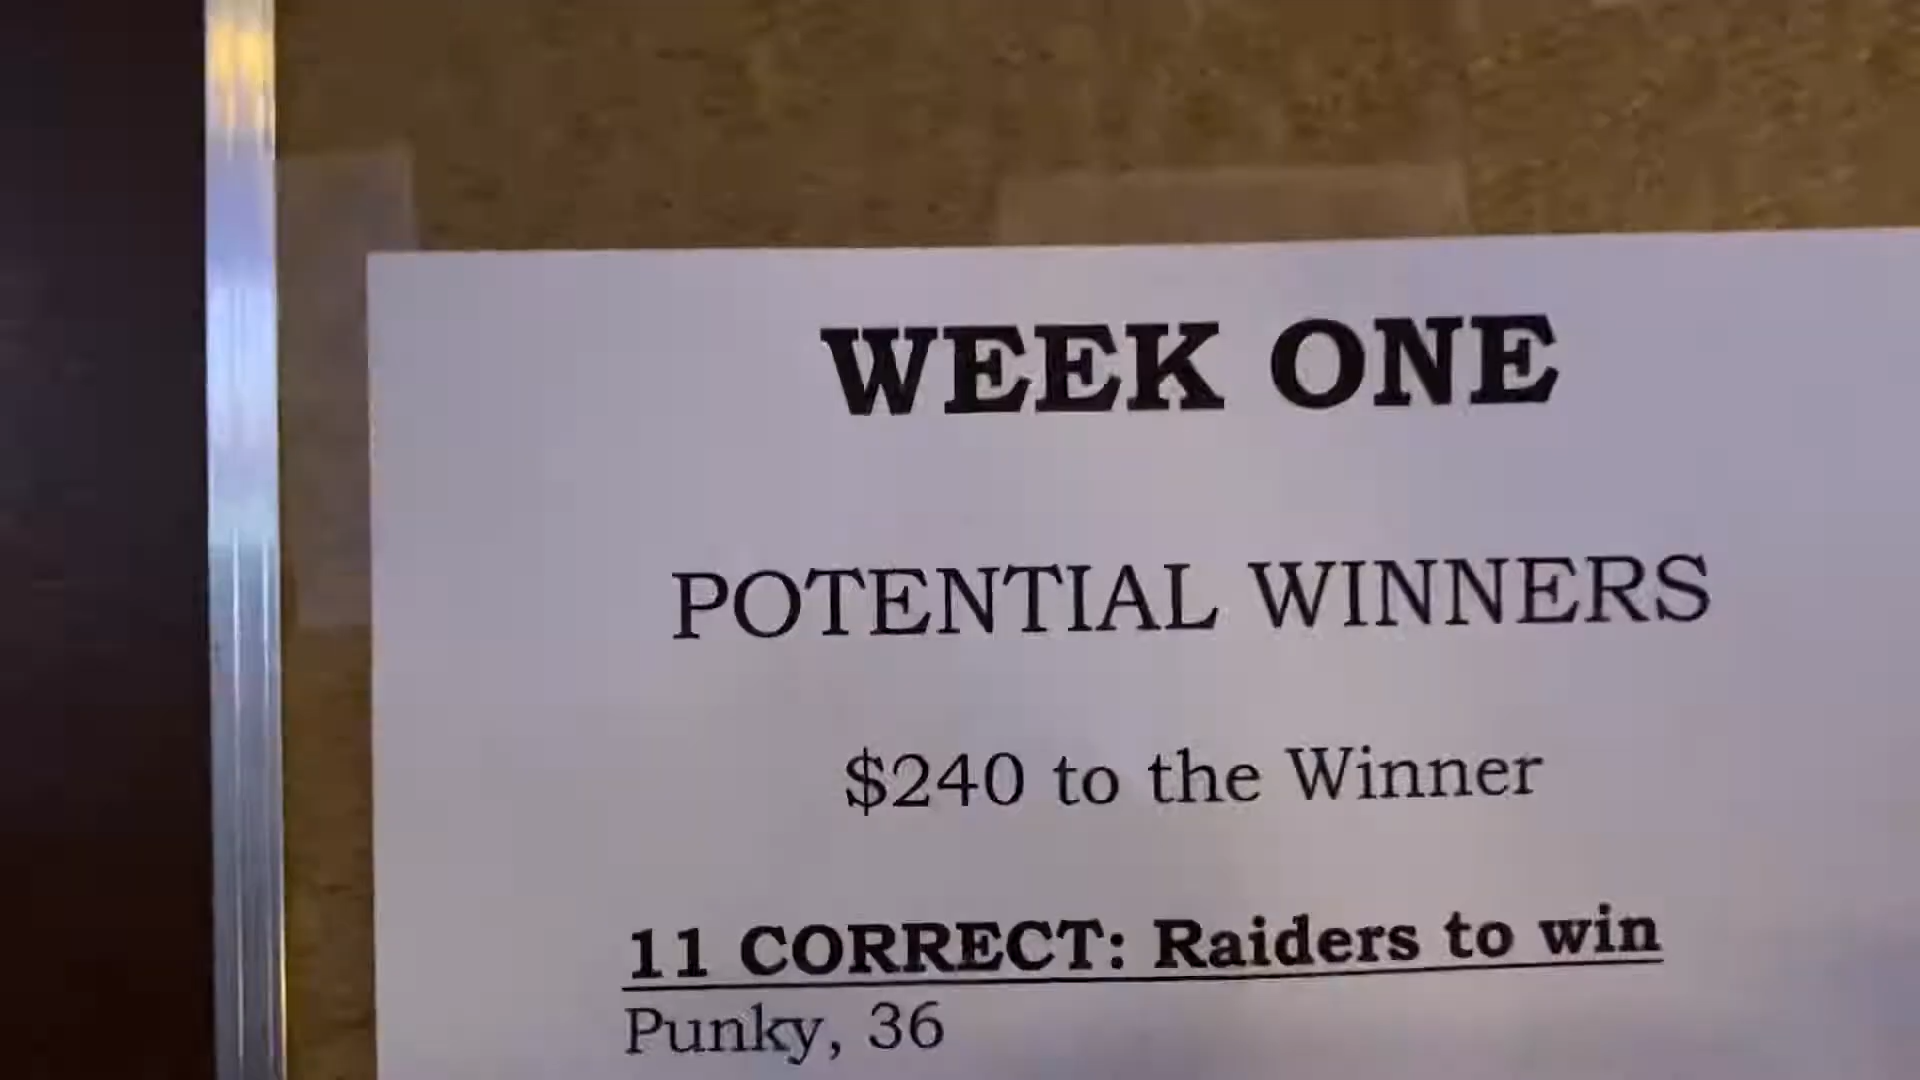 WEEK ONE
POTENTIAL WINNERS
$240 to the Winner
11 CORRECT: Raiders to win
Punky, 36